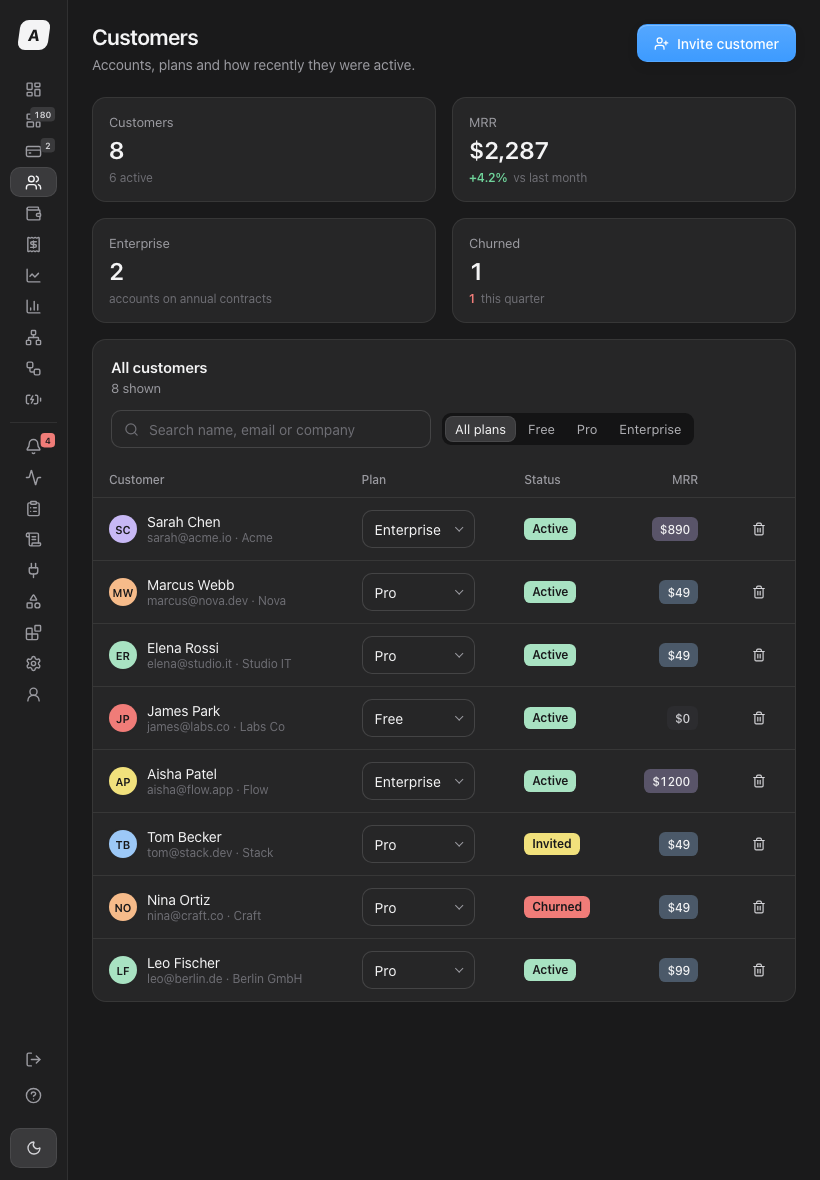 A
Customers
Accounts, plans and how recently they were active.
Invite customer
180
2
4
Customers
8
6 active
MRR
$2,287
+4.2% vs last month
Enterprise
2
accounts on annual contracts
Churned
1
1 this quarter
All customers
8 shown
Search name, email or company
All plans Free Pro Enterprise
Customer Plan Status MRR
SC Sarah Chen Enterprise Active $890
sarah@acme.io · Acme
MW Marcus Webb Pro Active $49
marcus@nova.dev · Nova
ER Elena Rossi Pro Active $49
elena@studio.it · Studio IT
JP James Park Free Active $0
james@labs.co · Labs Co
AP Aisha Patel Enterprise Active $1200
aisha@flow.app · Flow
TB Tom Becker Pro Invited $49
tom@stack.dev · Stack
NO Nina Ortiz Pro Churned $49
nina@craft.co · Craft
LF Leo Fischer Pro Active $99
leo@berlin.de · Berlin GmbH